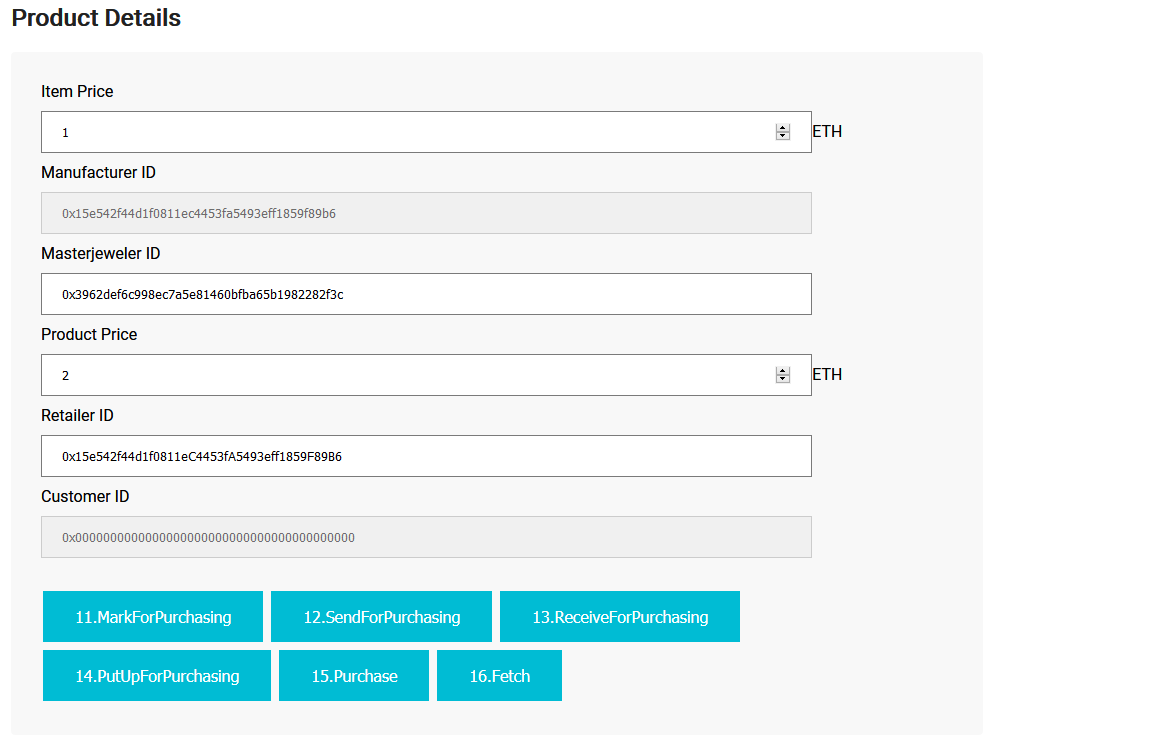 Product Details
Item Price
1 ETH
Manufacturer ID
0x15e542f44d1f0811ec4453fa5493eff1859f89b6
Masterjeweler ID
0x3962def6c998ec7a5e81460bfba65b1982282f3c
Product Price
2 ETH
Retailer ID
0x15e542f44d1f0811eC4453fA5493eff1859F89B6
Customer ID
0x0000000000000000000000000000000000000000
11.MarkForPurchasing 12.SendForPurchasing 13.ReceiveForPurchasing
14.PutUpForPurchasing 15.Purchase 16.Fetch